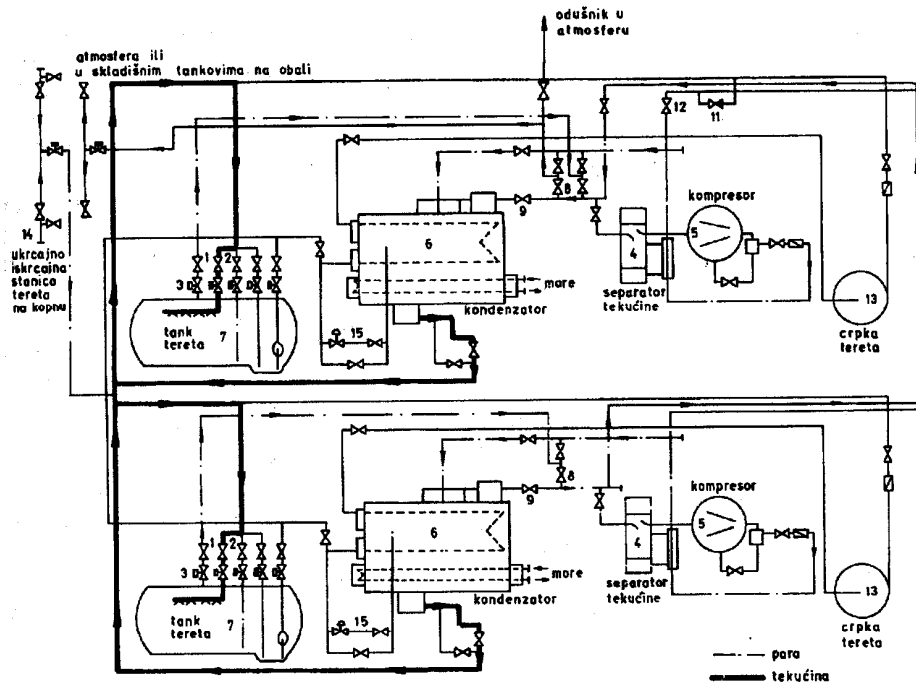 odušnik u
atmosferu
atmosfera ili
u skladišnim tankovima na obali
12
11
8
9
14
ukrcajno
iskrcajna
stanica
tereta
na kopnu
1
2
3
6
kompresor
5
4
separator
tekućine
more
kondenzator
13
crpka
tereta
tank
tereta
7
15
8
9
1
2
3
6
kompresor
5
4
separator
tekućine
more
kondenzator
13
crpka
tereta
tank
tereta
7
15
para
tekućina